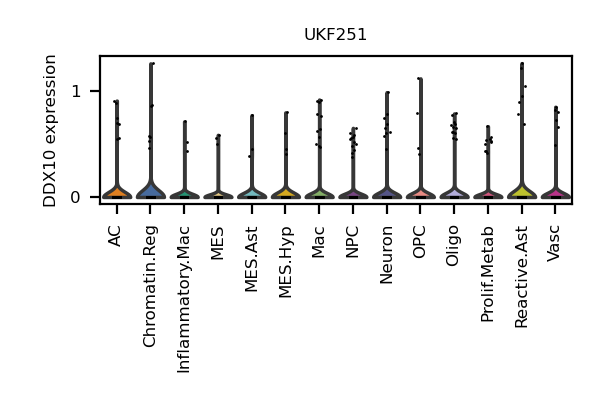 UKF251
DDX10 expression
1
0
AC
Chromatin.Reg
Inflammatory.Mac
MES
MES.Ast
MES.Hyp
Mac
NPC
Neuron
OPC
Oligo
Prolif.Metab
Reactive.Ast
Vasc